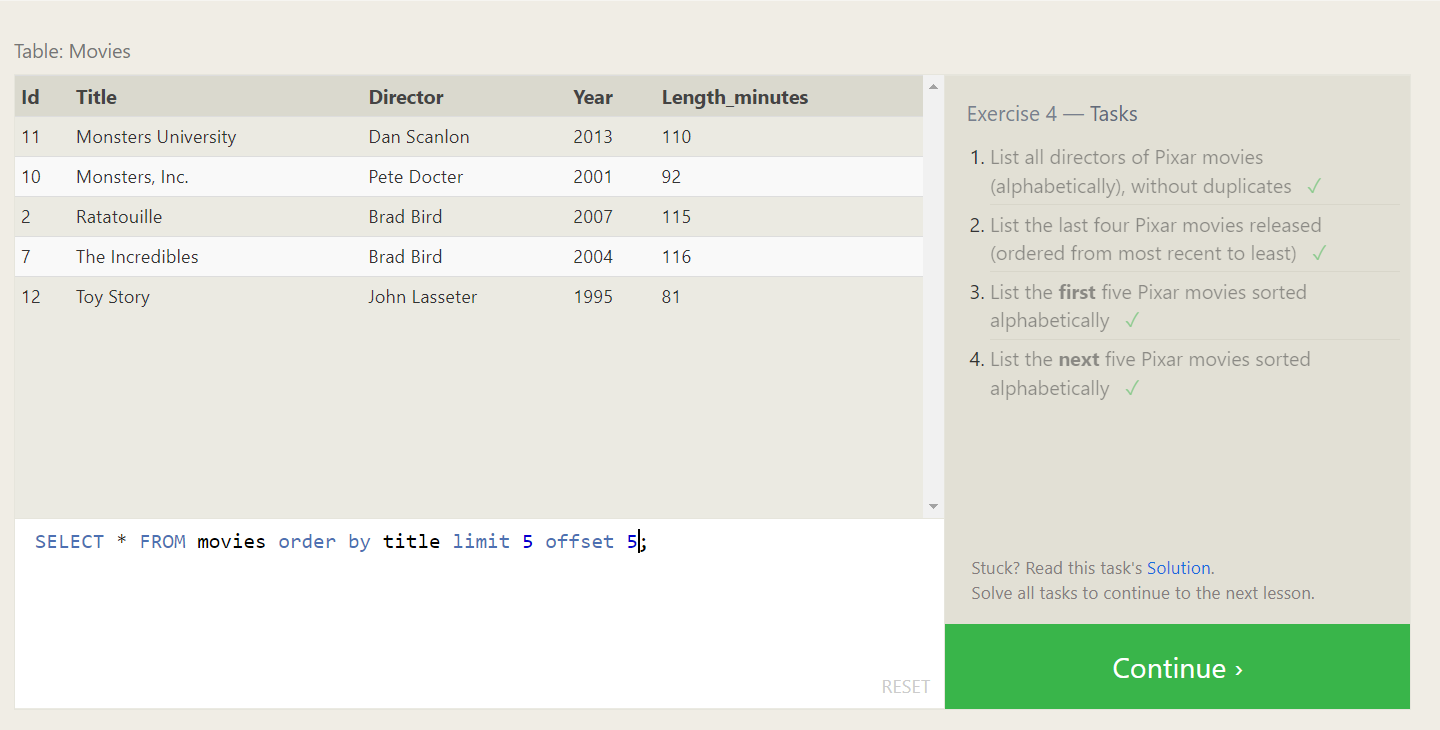 Table: Movies
Id Title Director Year Length_minutes
11 Monsters University Dan Scanlon 2013 110
10 Monsters, Inc. Pete Docter 2001 92
2 Ratatouille Brad Bird 2007 115
7 The Incredibles Brad Bird 2004 116
12 Toy Story John Lasseter 1995 81
SELECT * FROM movies order by title limit 5 offset 5;
RESET
Exercise 4 — Tasks
1. List all directors of Pixar movies
(alphabetically), without duplicates ✓
2. List the last four Pixar movies released
(ordered from most recent to least) ✓
3. List the first five Pixar movies sorted
alphabetically ✓
4. List the next five Pixar movies sorted
alphabetically ✓
Stuck? Read this task's Solution.
Solve all tasks to continue to the next lesson.
Continue ›